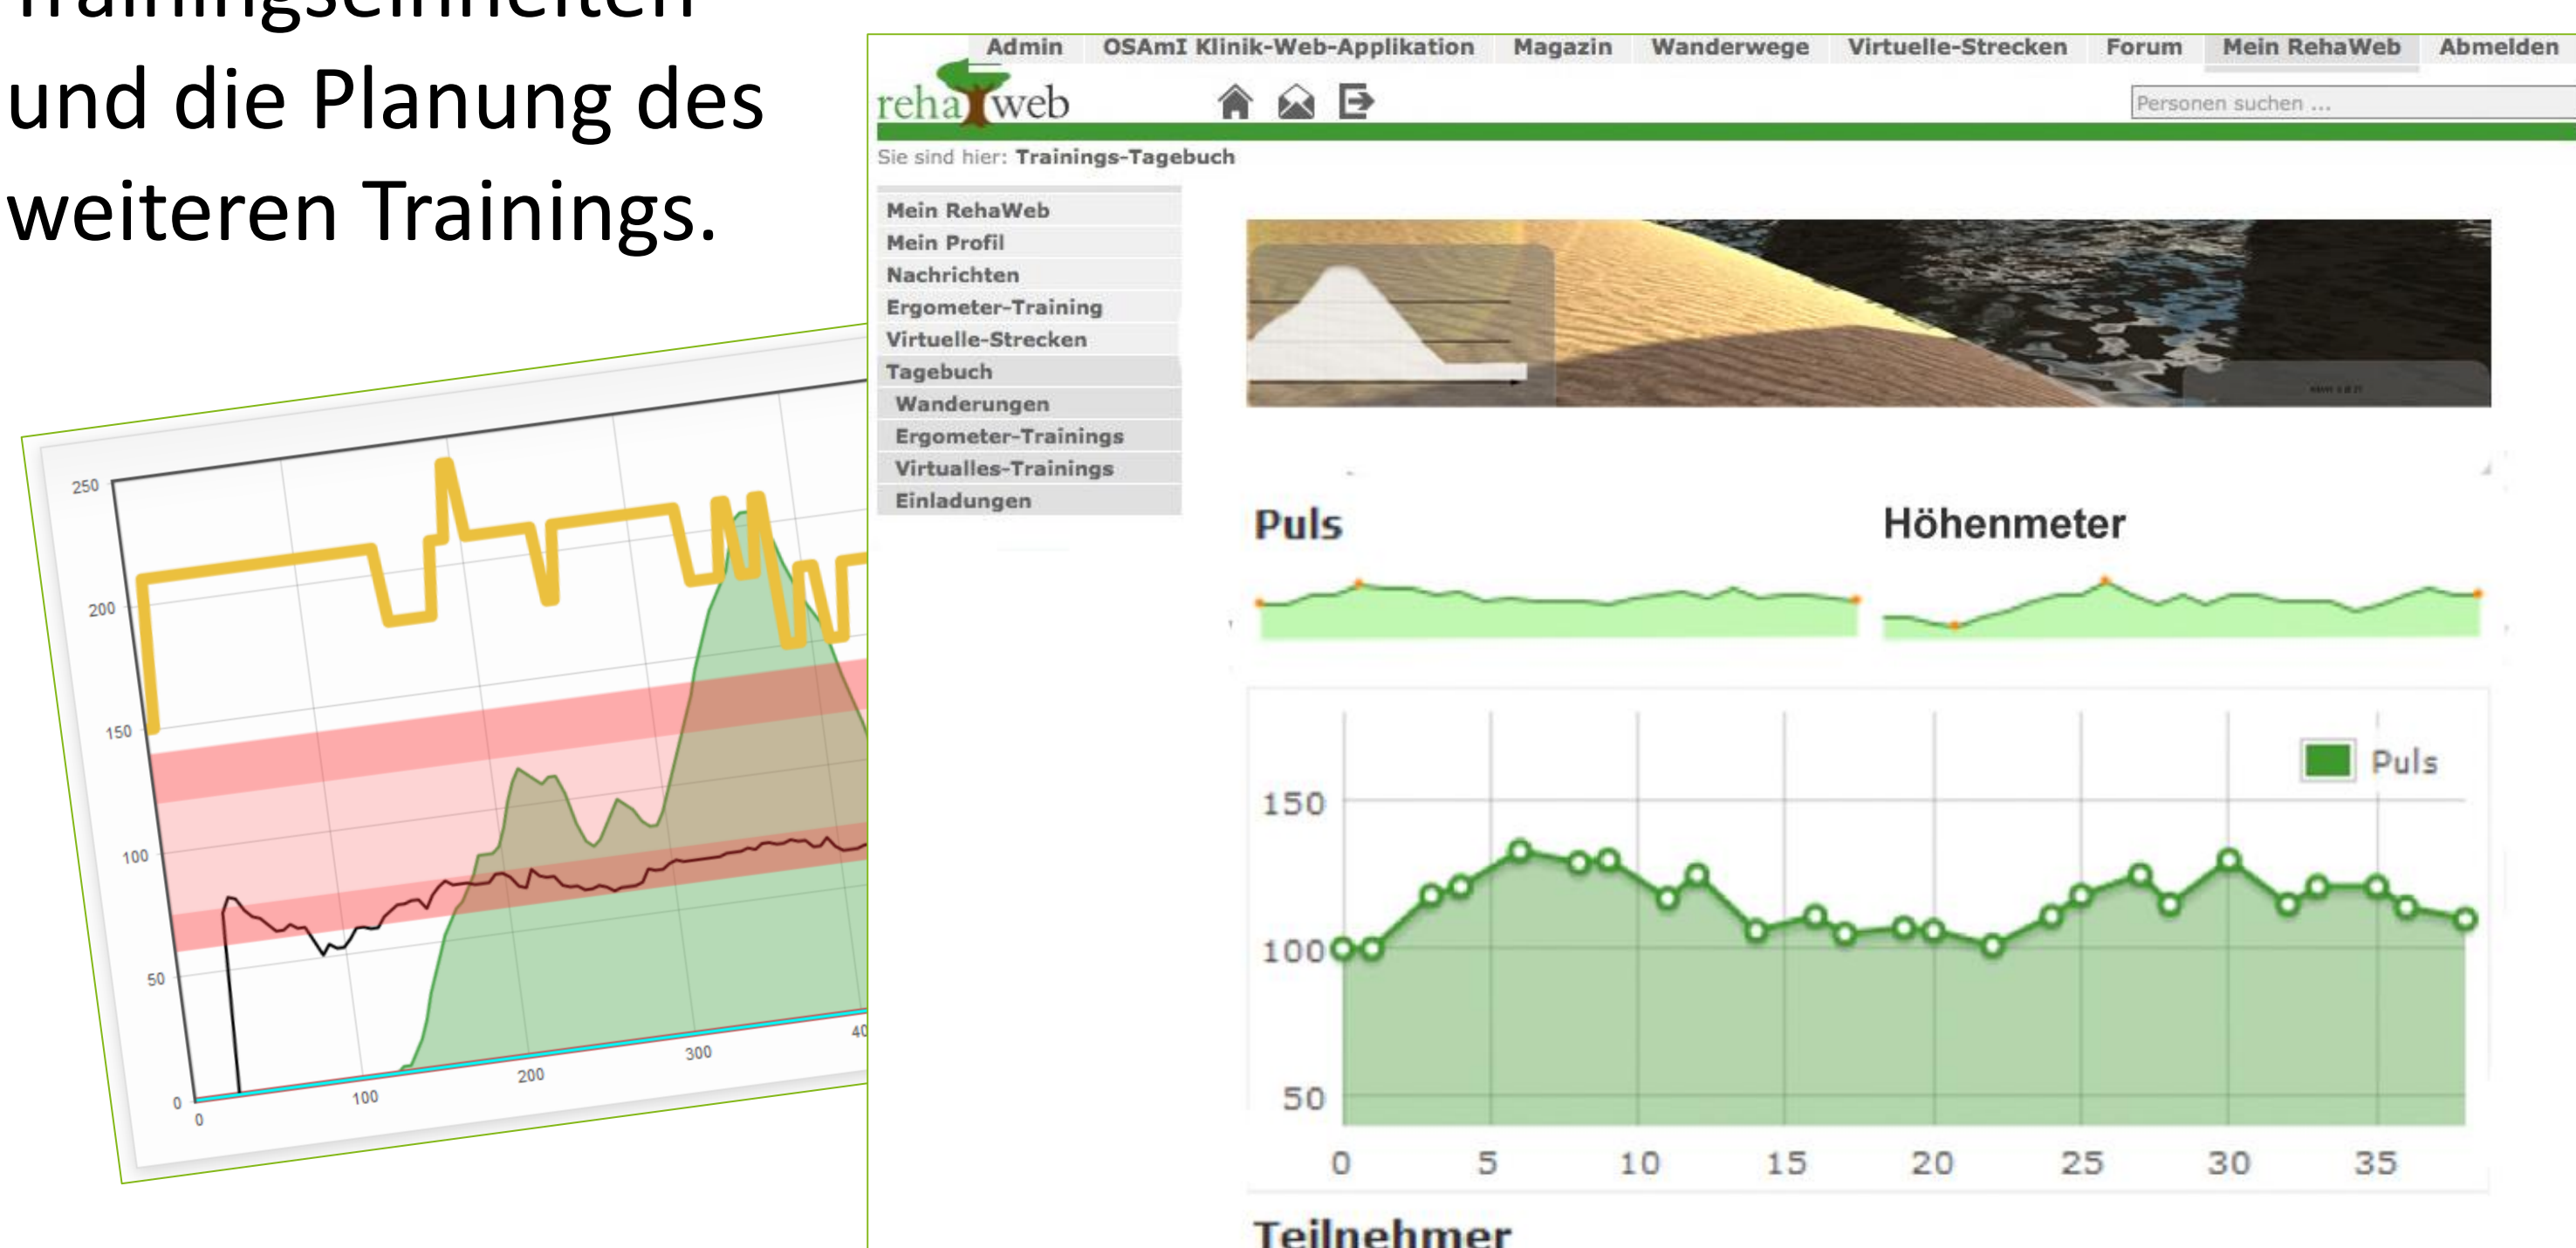 Trainingseinheiten
und die Planung des
weiteren Trainings.
250
200
150
100
50
0
0
100
200
300
Admin OSAmI Klinik-Web-Applikation Magazin Wanderwege Virtuelle-Strecken Forum Mein RehaWeb Abmelden
reha web
Personen suchen ...
Sie sind hier: Trainings-Tagebuch
Mein RehaWeb
Mein Profil
Nachrichten
Ergometer-Training
Virtuelle-Strecken
Tagebuch
Wanderungen
Ergometer-Trainings
Virtualles-Trainings
Einladungen
Puls
Höhenmeter
Puls
150
100
50
0 5 10 15 20 25 30 35
Teilnehmer